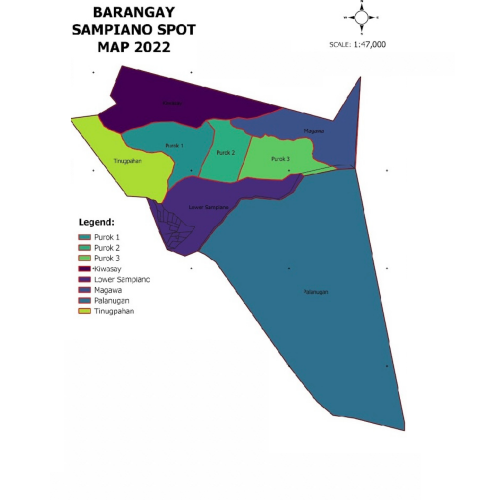 BARANGAY
SAMPIANO SPOT
MAP 2022
SCALE: 1:47,000
Magawa
Purok 1
Purok 2
Purok 3
Tinugpahan
Lower Sampiano
Palanugan
Legend:
Purok 1
Purok 2
Purok 3
Kiwasay
Lower Sampiano
Magawa
Palanugan
Tinugpahan